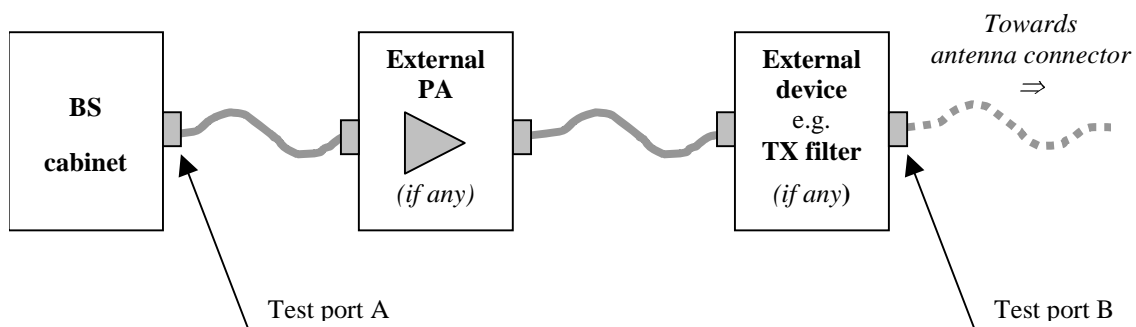 BS
cabinet
External
PA
(if any)
External
device
e.g.
TX filter
(if any)
Towards
antenna connector
⇒
Test port A
Test port B